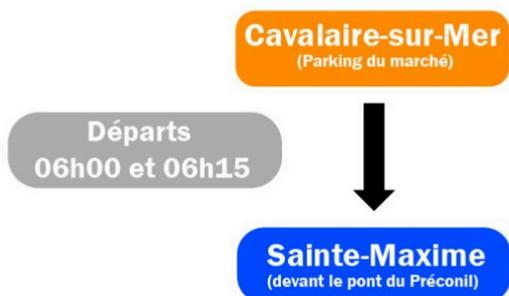 Cavalaire-sur-Mer
(Parking du marché)
Départs
06h00 et 06h15
Sainte-Maxime
(devant le pont du Préconil)